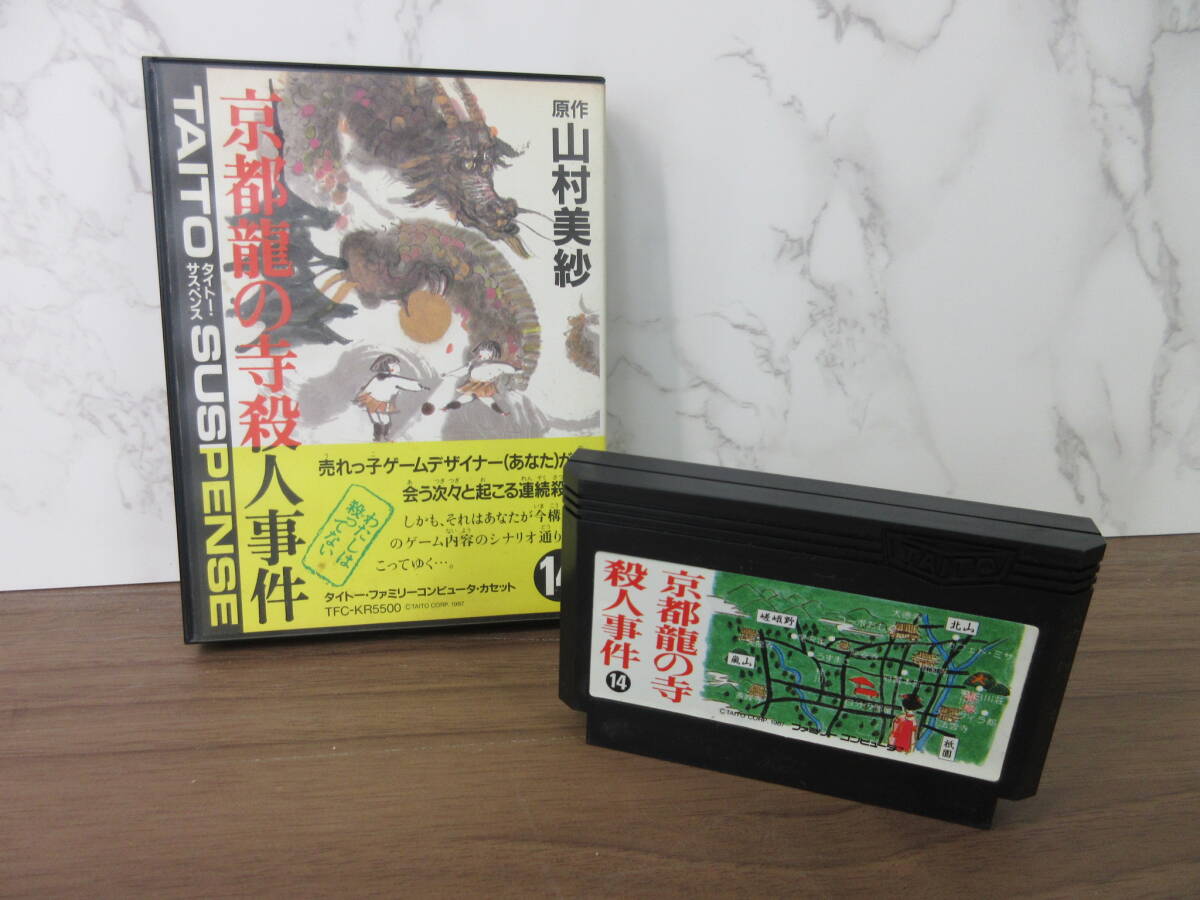 TAITO SUSPENSE
タイトー・
サスペンス
京都龍の寺殺人事件
原作 山村美紗
売れっ子ゲームデザイナー(あなたが
会う次々と起こる連続殺
しかも、それはあなたが今構
のゲーム内容のシナリオ通り
こってゆく…。
わたしは
殺ってない。
タイトー・ファミリーコンピュータ・カセット
TFC-KR5500 ©TAITO CORP. 1987
14
TAITO
京都龍の寺
殺人事件
14
嵯峨野
北山
嵐山
祇園
©TAITO CORP. 1987
ファミリーコンピュータ